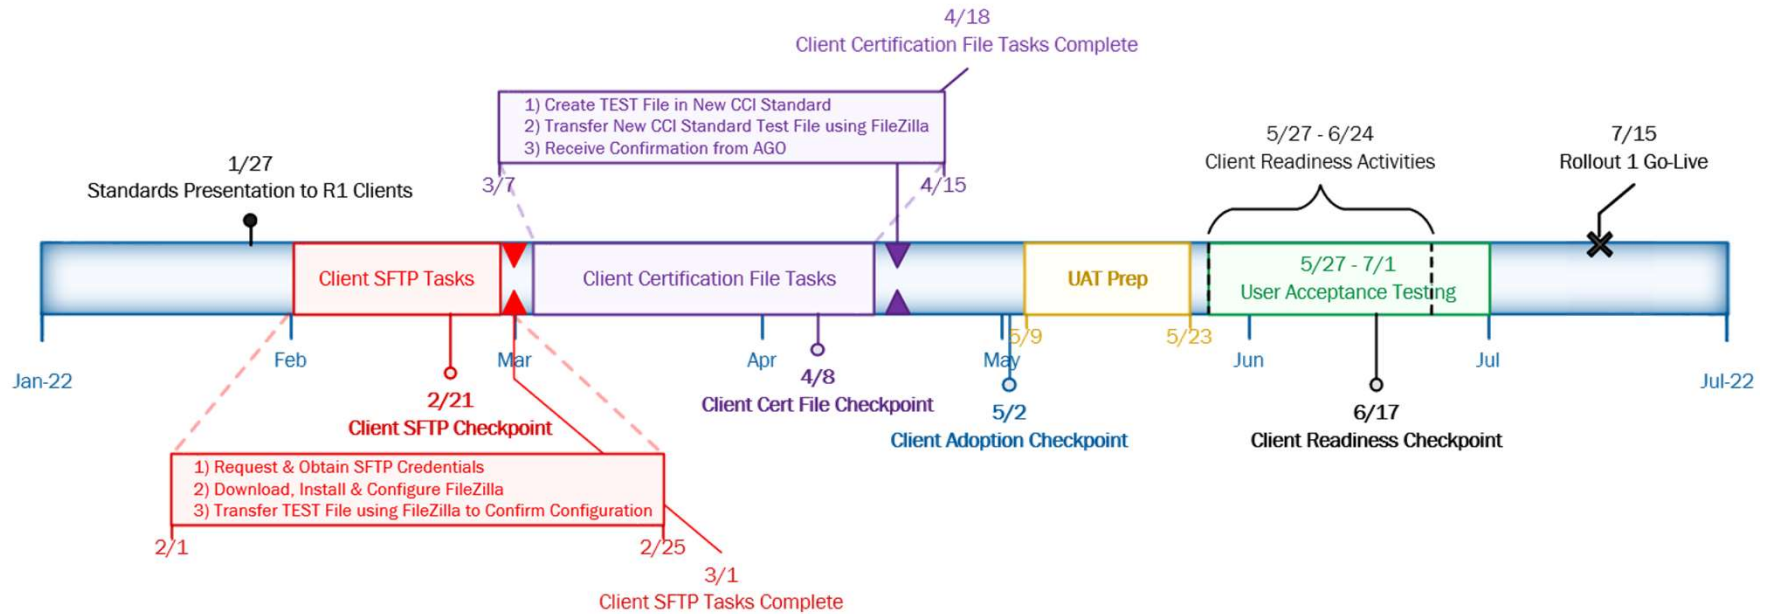 4/18
Client Certification File Tasks Complete
1) Create TEST File in New CCI Standard
2) Transfer New CCI Standard Test File using FileZilla
3) Receive Confirmation from AGO
3/7
4/15
1/27
Standards Presentation to R1 Clients
5/27 - 6/24
Client Readiness Activities
7/15
Rollout 1 Go-Live
Client SFTP Tasks
Client Certification File Tasks
UAT Prep
5/27 - 7/1
User Acceptance Testing
5/9
5/23
Jan-22
Feb
Mar
Apr
May
Jun
Jul
Jul-22
2/21
Client SFTP Checkpoint
4/8
Client Cert File Checkpoint
5/2
Client Adoption Checkpoint
6/17
Client Readiness Checkpoint
1) Request & Obtain SFTP Credentials
2) Download, Install & Configure FileZilla
3) Transfer TEST File using FileZilla to Confirm Configuration
2/1
2/25
3/1
Client SFTP Tasks Complete